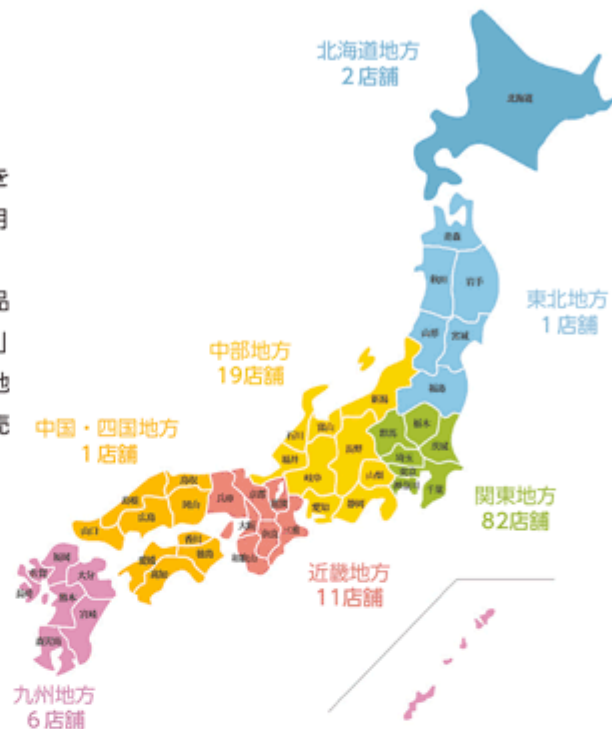 北海道地方
2店舗
北海道
を
用
青森
秋田
岩手
東北地方
1店舗
品
山形
宮城
中部地方
19店舗
福島
新潟
地
売
中国・四国地方
1店舗
石川
富山
群馬
栃木
茨城
長野
福井
埼玉
岐阜
山梨
東京
神奈川
千葉
関東地方
82店舗
鳥取
島根
岡山
兵庫
京都
滋賀
愛知
静岡
広島
山口
大阪
奈良
三重
香川
徳島
愛媛
高知
和歌山
近畿地方
11店舗
福岡
佐賀
大分
長崎
熊本
宮崎
鹿児島
九州地方
6店舗